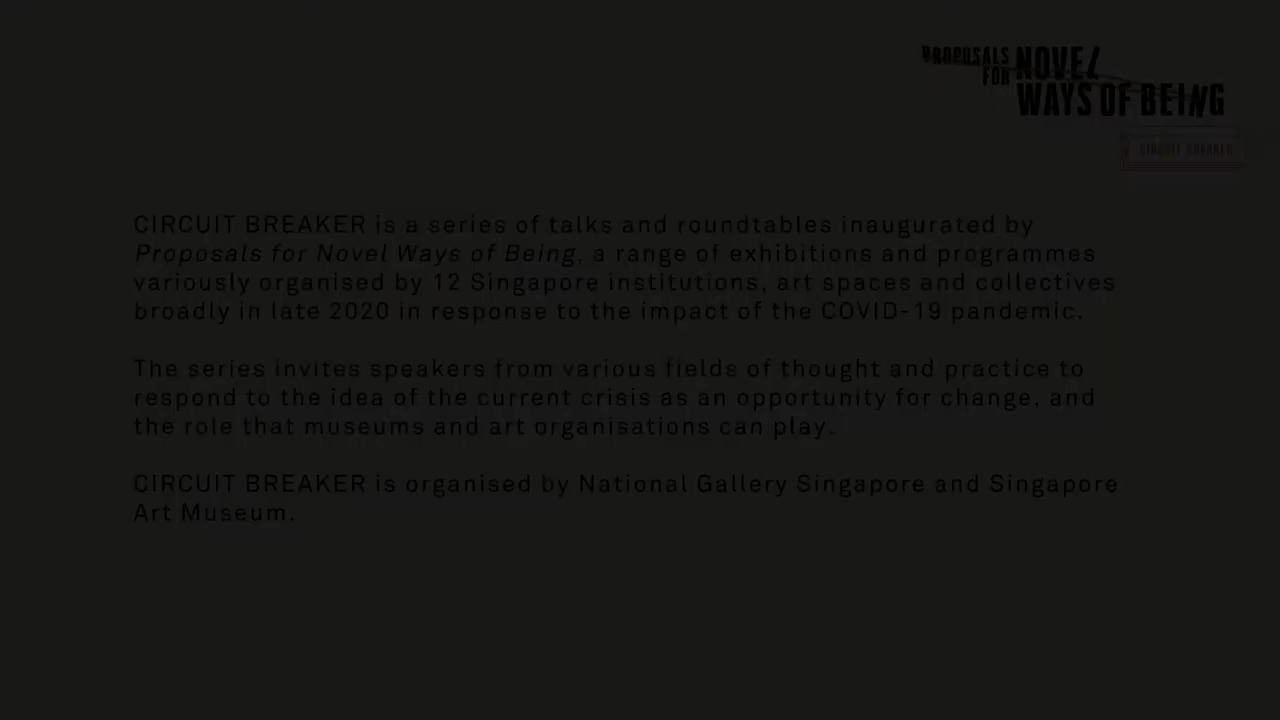 PROPOSALS
FOR
NOVEL
WAYS OF BEING
CIRCUIT BREAKER
CIRCUIT BREAKER is a series of talks and roundtables inaugurated by
Proposals for Novel Ways of Being, a range of exhibitions and programmes
variously organised by 12 Singapore institutions, art spaces and collectives
broadly in late 2020 in response to the impact of the COVID-19 pandemic.
The series invites speakers from various fields of thought and practice to
respond to the idea of the current crisis as an opportunity for change, and
the role that museums and art organisations can play.
CIRCUIT BREAKER is organised by National Gallery Singapore and Singapore
Art Museum.